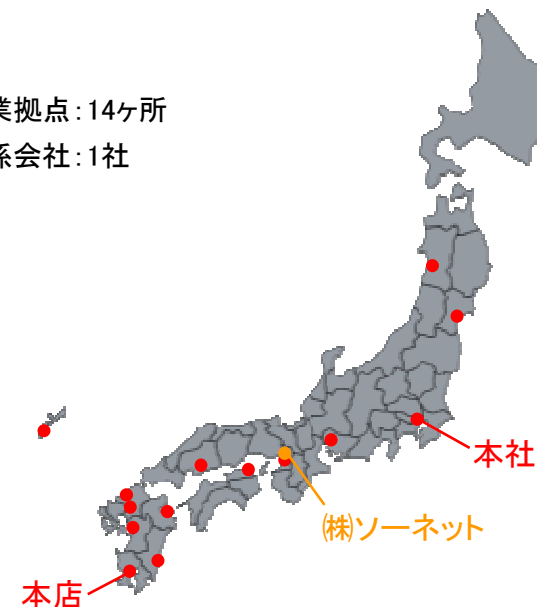 業拠点：14ヶ所
係会社：1社
本社
㈱ソーネット
本店